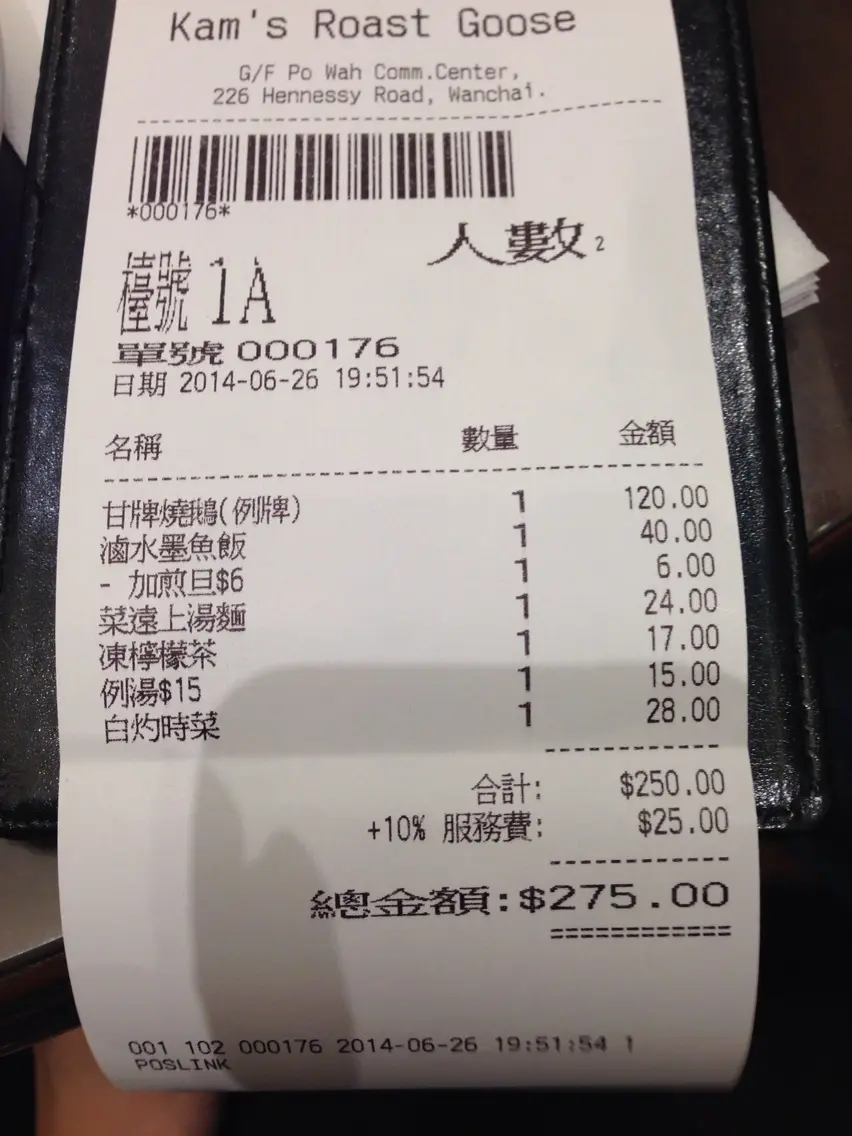 Kam's Roast Goose
G/F Po Wah Comm.Center,
226 Hennessy Road, Wanchai.
*000176*
人數 2
檯號 1A
單號 000176
日期 2014-06-26 19:51:54
名稱 數量 金額
甘牌燒鵝(例牌) 1 120.00
滷水墨魚飯 1 40.00
- 加煎旦$6 1 6.00
菜遠上湯麵 1 24.00
凍檸檬茶 1 17.00
例湯$15 1 15.00
白灼時菜 1 28.00
合計: $250.00
+10% 服務費: $25.00
總金額:$275.00
001 102 000176 2014-06-26 19:51:54 1
POSLINK